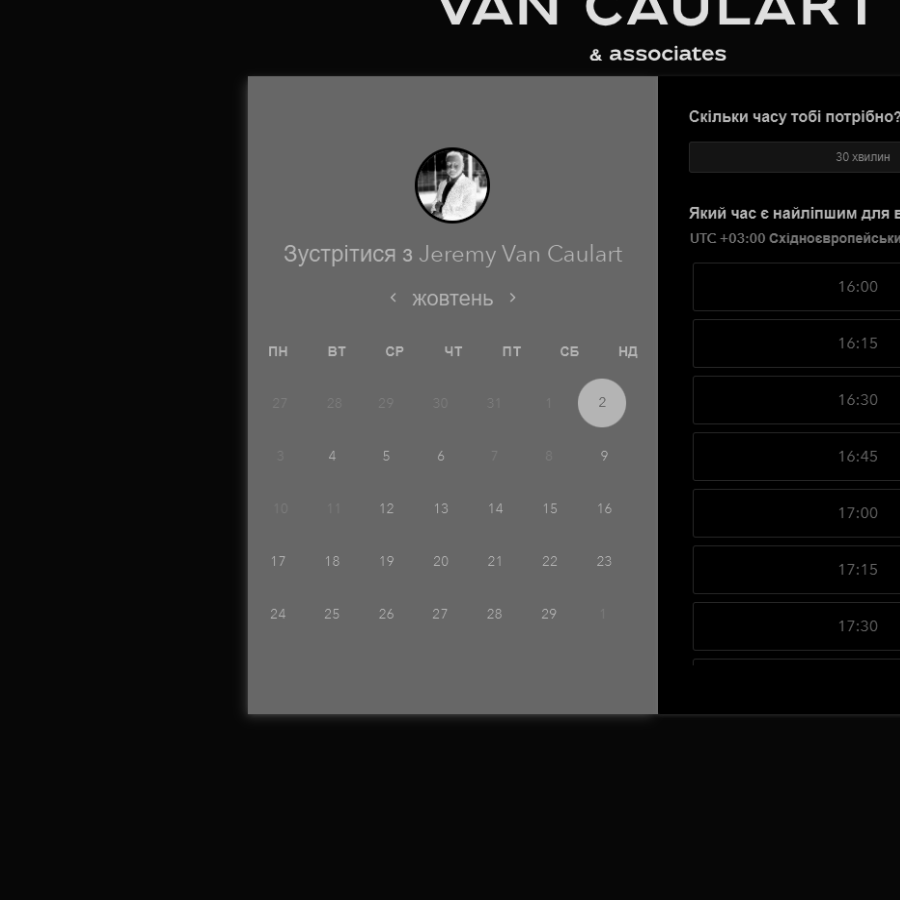 VAN CAULART
& associates
Зустрітися з Jeremy Van Caulart
< жовтень >
ПН ВТ СР ЧТ ПТ СБ НД
27 28 29 30 31 1 2
3 4 5 6 7 8 9
10 11 12 13 14 15 16
17 18 19 20 21 22 23
24 25 26 27 28 29 1
Скільки часу тобі потрібно?
30 хвилин
Який час є найліпшим для в
UTC +03:00 Східноєвропейськи
16:00
16:15
16:30
16:45
17:00
17:15
17:30